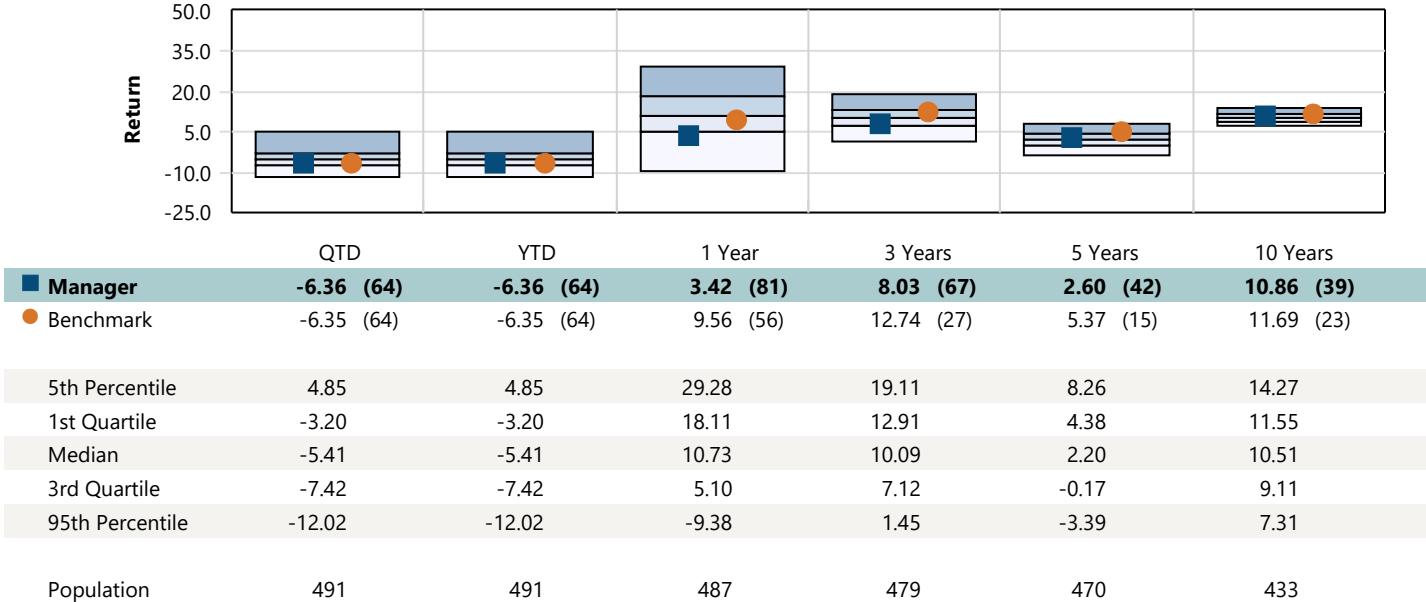 50.0
35.0
20.0
5.0
-10.0
-25.0
Return
QTD YTD 1 Year 3 Years 5 Years 10 Years
Manager -6.36 (64) -6.36 (64) 3.42 (81) 8.03 (67) 2.60 (42) 10.86 (39)
Benchmark -6.35 (64) -6.35 (64) 9.56 (56) 12.74 (27) 5.37 (15) 11.69 (23)
5th Percentile 4.85 4.85 29.28 19.11 8.26 14.27
1st Quartile -3.20 -3.20 18.11 12.91 4.38 11.55
Median -5.41 -5.41 10.73 10.09 2.20 10.51
3rd Quartile -7.42 -7.42 5.10 7.12 -0.17 9.11
95th Percentile -12.02 -12.02 -9.38 1.45 -3.39 7.31
Population 491 491 487 479 470 433